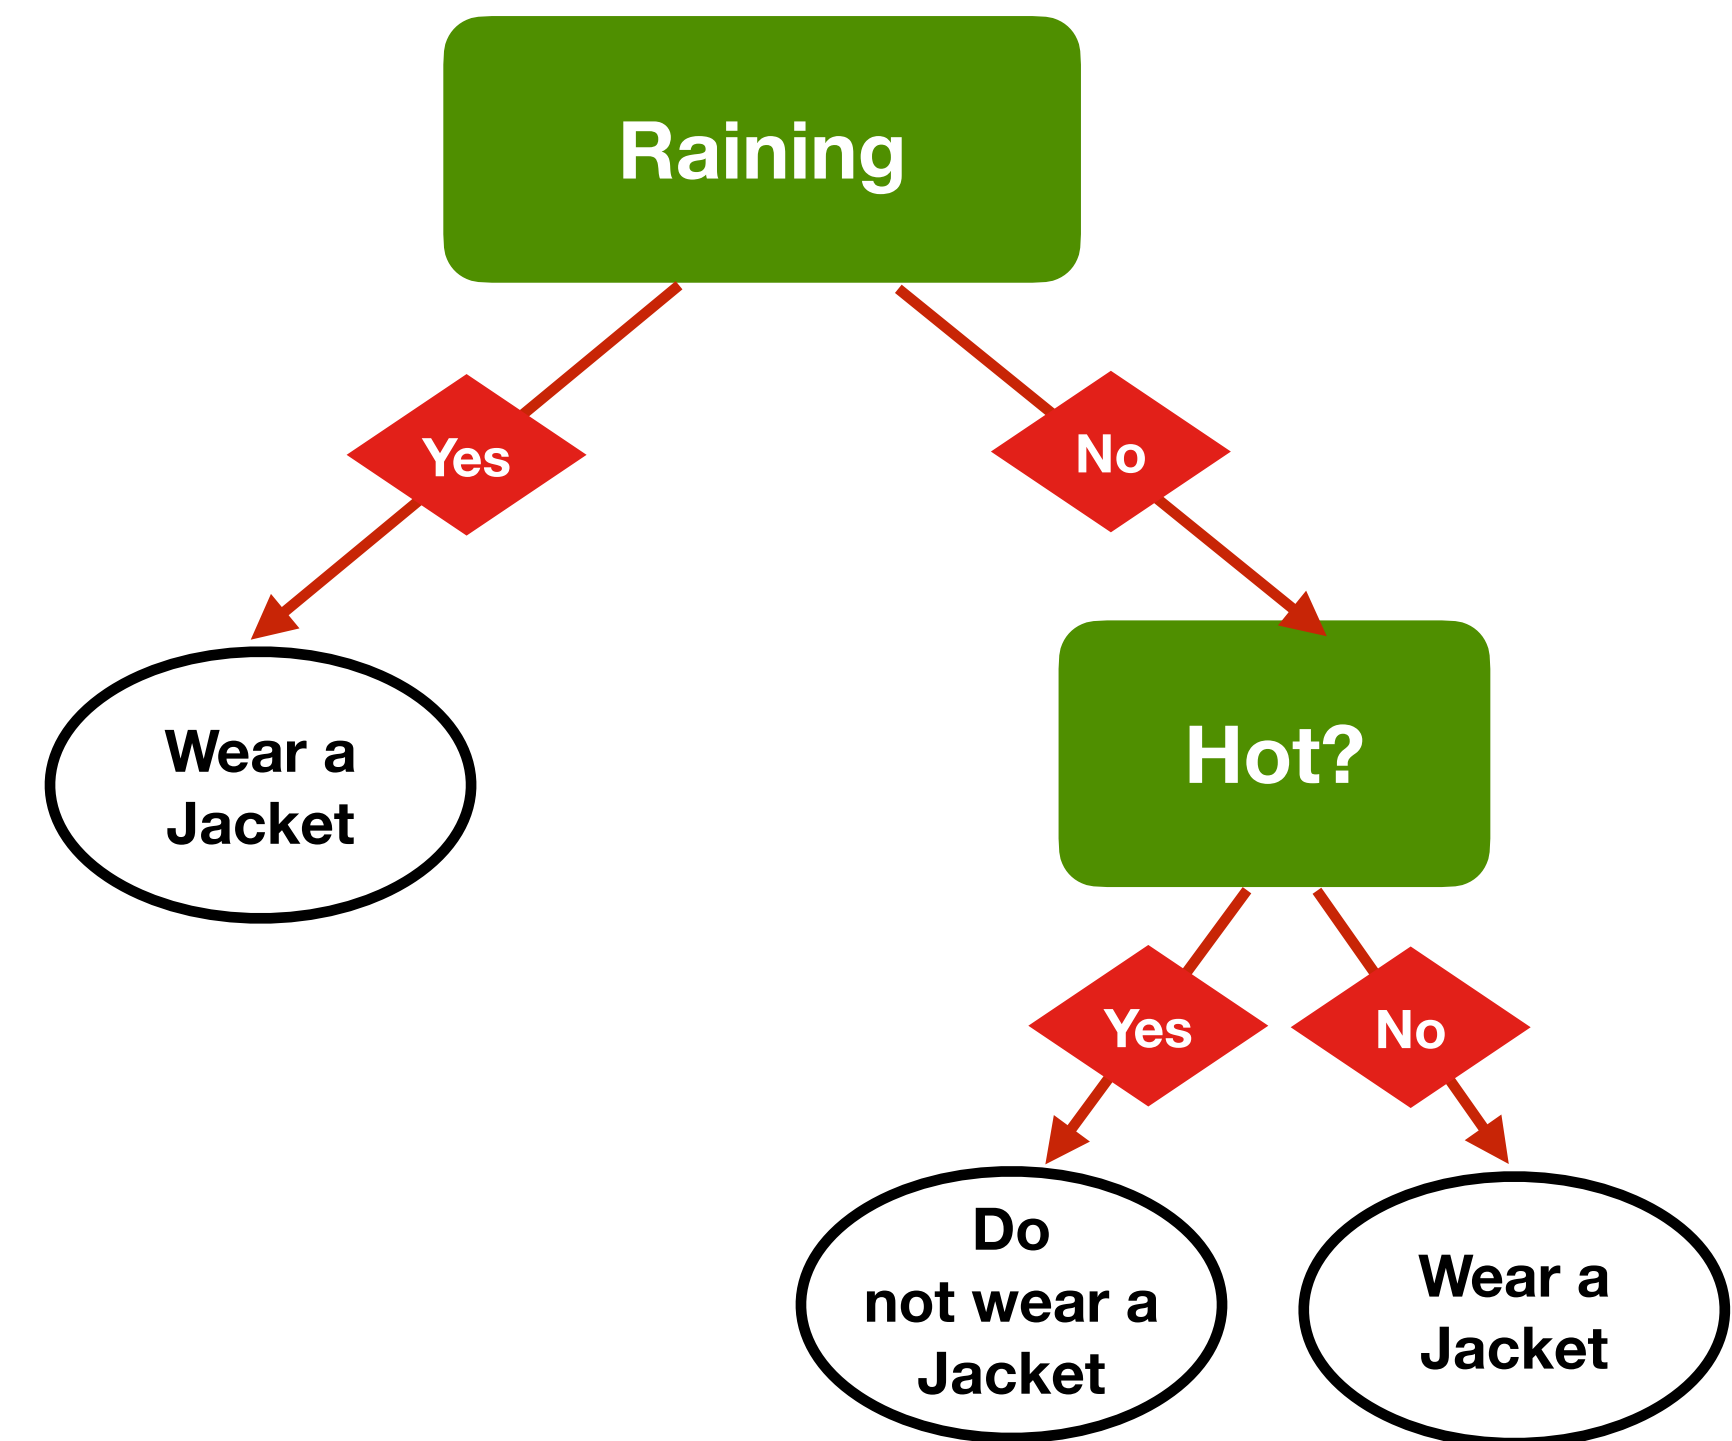 Raining
Yes
No
Wear a
Jacket
Hot?
Yes
No
Do
not wear a
Jacket
Wear a
Jacket